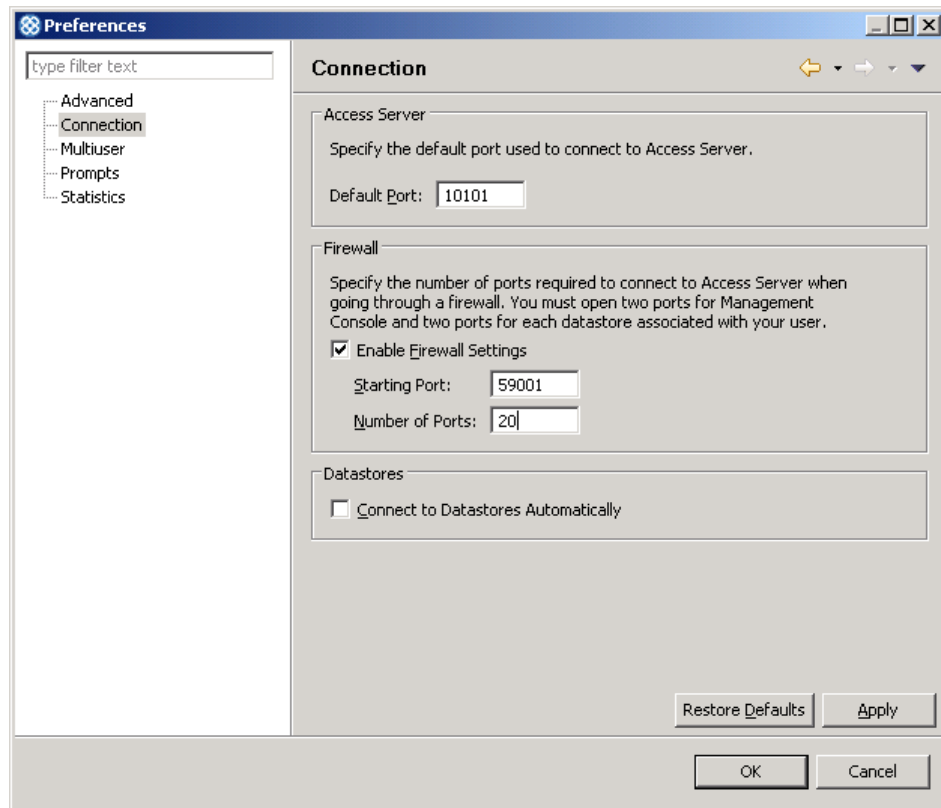 Preferences
type filter text
Advanced
Connection
Multiuser
Prompts
Statistics
Connection
Access Server
Specify the default port used to connect to Access Server.
Default Port: 10101
Firewall
Specify the number of ports required to connect to Access Server when
going through a firewall. You must open two ports for Management
Console and two ports for each datastore associated with your user.
Enable Firewall Settings
Starting Port: 59001
Number of Ports: 20
Datastores
Connect to Datastores Automatically
Restore Defaults Apply
OK Cancel